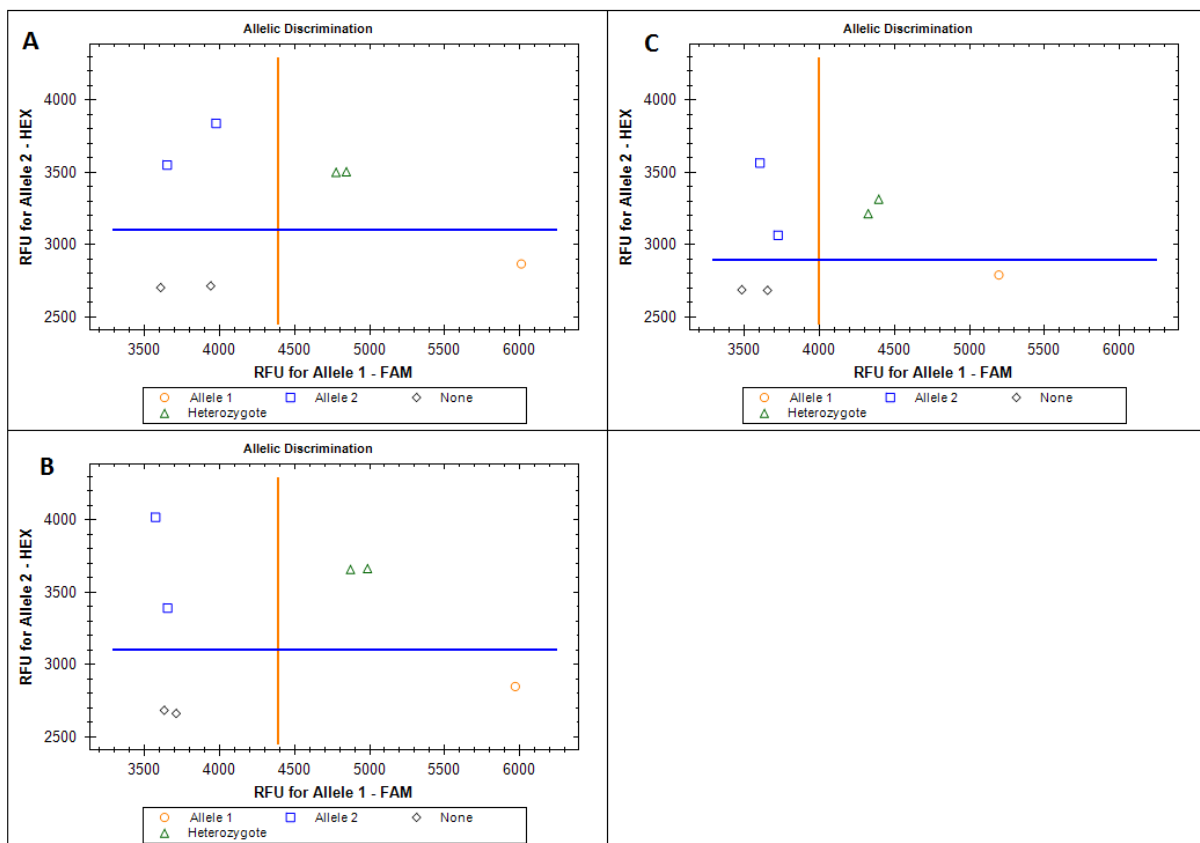 A
Allelic Discrimination
RFU for Allele 2 - HEX
4000
3500
3000
2500
3500 4000 4500 5000 5500 6000
RFU for Allele 1 - FAM
Allele 1 Allele 2 None
Heterozygote
C
Allelic Discrimination
RFU for Allele 2 - HEX
4000
3500
3000
2500
3500 4000 4500 5000 5500 6000
RFU for Allele 1 - FAM
Allele 1 Allele 2 None
Heterozygote
B
Allelic Discrimination
RFU for Allele 2 - HEX
4000
3500
3000
2500
3500 4000 4500 5000 5500 6000
RFU for Allele 1 - FAM
Allele 1 Allele 2 None
Heterozygote